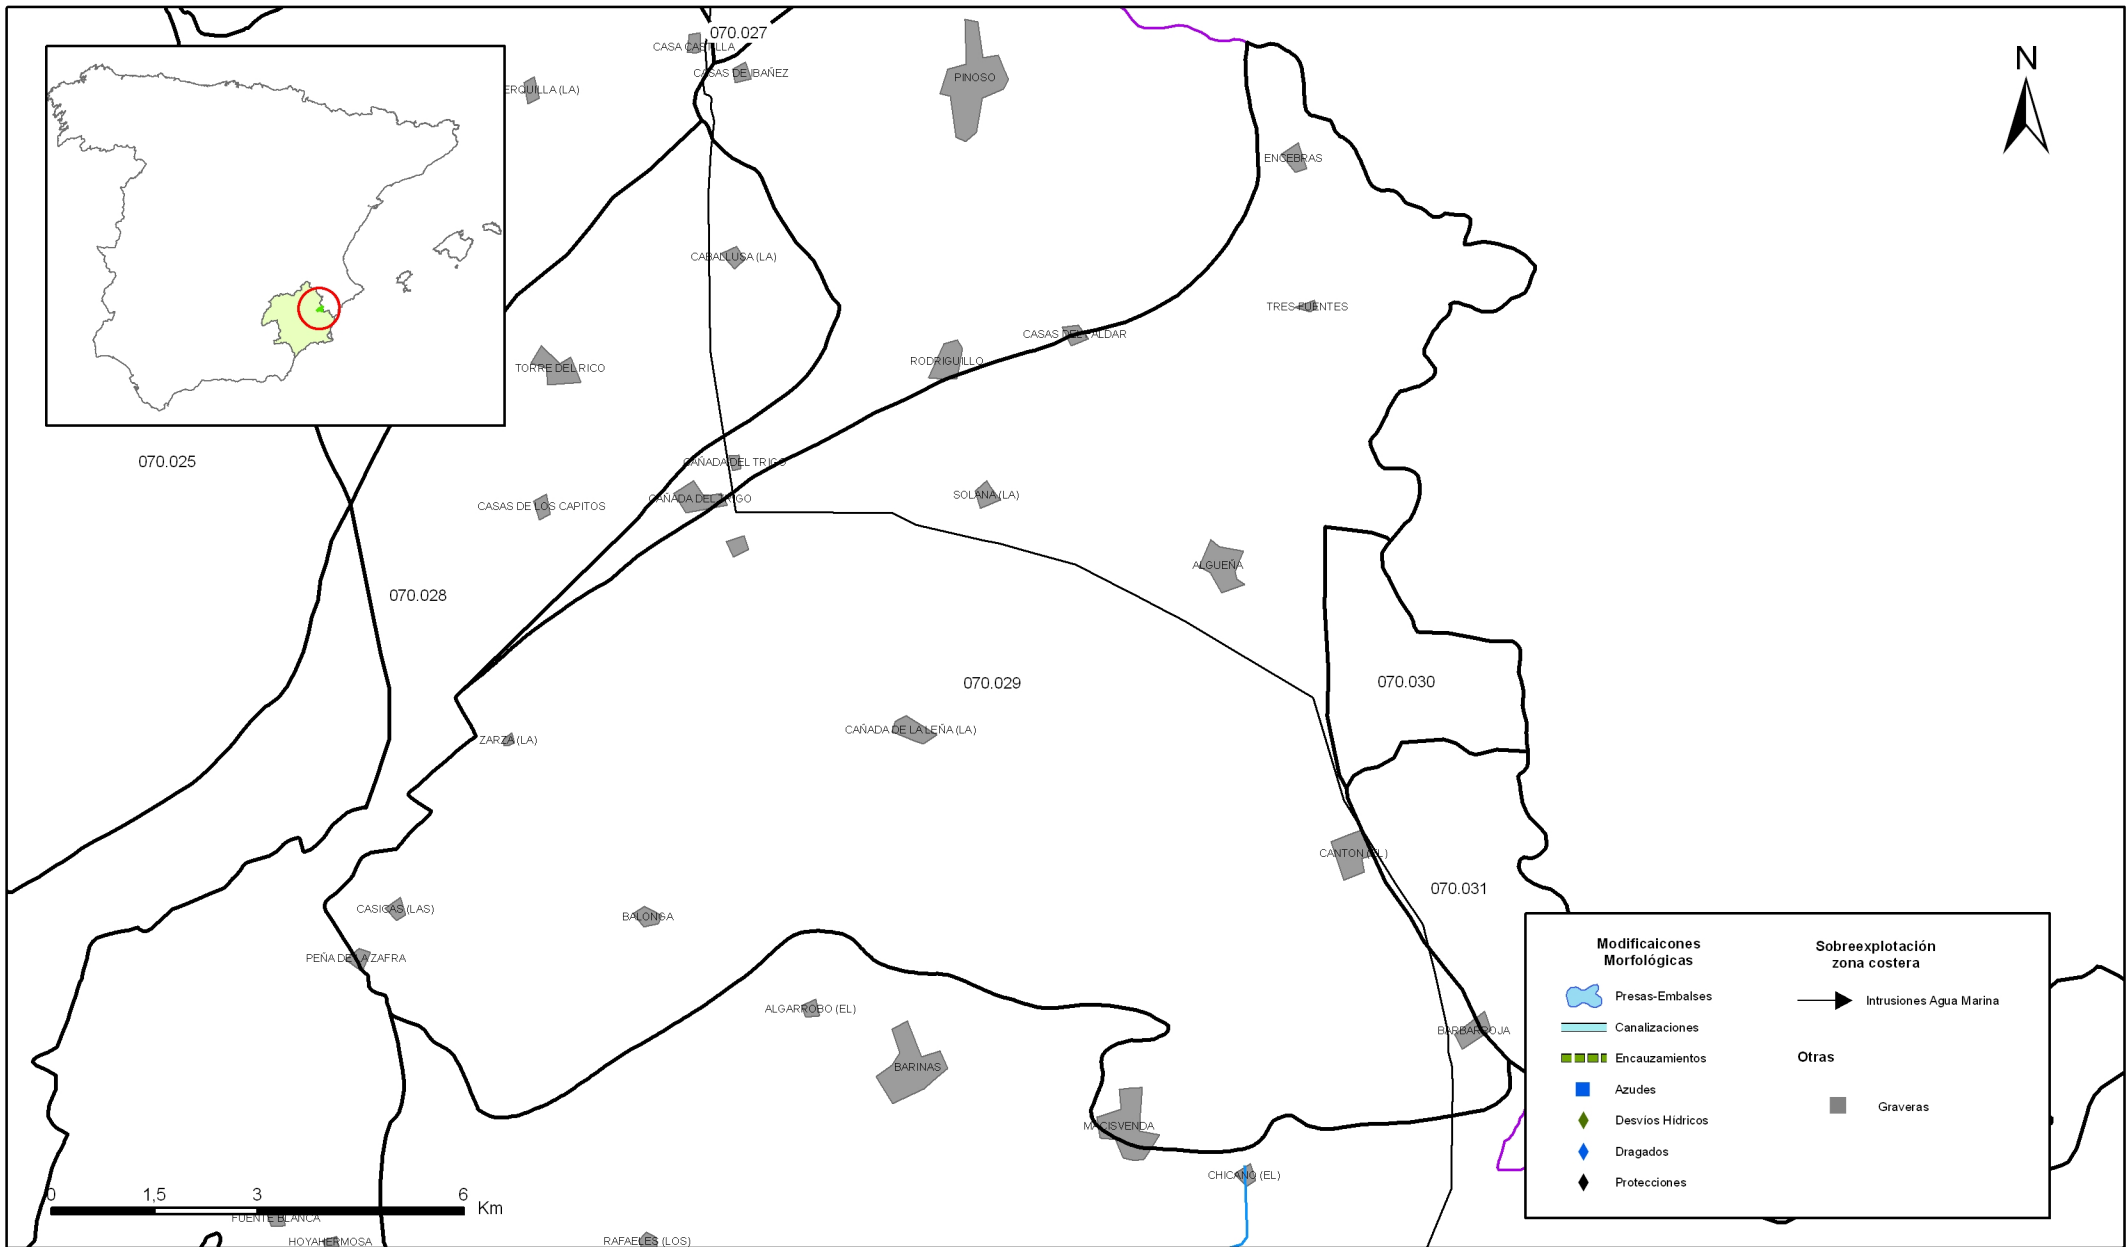 070.027
CASA CASTILLA
CASAS DE IBAÑEZ
ERQUILLA (LA)
PINOSO
N
ENCEBRAS
CABALLUSA (LA)
TRES FUENTES
CASAS DEL FALDAR
RODRIGUILLO
TORRE DEL RICO
070.025
CAÑADA DEL TRIGO
CAÑADA DEL TRIGO
SOLANA (LA)
CASAS DE LOS CAPITOS
ALGUEÑA
070.028
070.029
070.030
CAÑADA DE LA LEÑA (LA)
ZARZA (LA)
CANTON (EL)
070.031
CASICAS (LAS)
BALONGA
PEÑA DE LA ZAFRA
ALGARROBO (EL)
BARBARROJA
BARINAS
MACISVENDA
CHICANO (EL)
0 1,5 3 6 Km
FUENTE BLANCA
HOYAHERMOSA
RAFAELES (LOS)
Modificaicones
Morfológicas
Presas-Embalses
Canalizaciones
Encauzamientos
Azudes
Desvíos Hídricos
Dragados
Protecciones
Sobreexplotación
zona costera
Intrusiones Agua Marina
Otras
Graveras